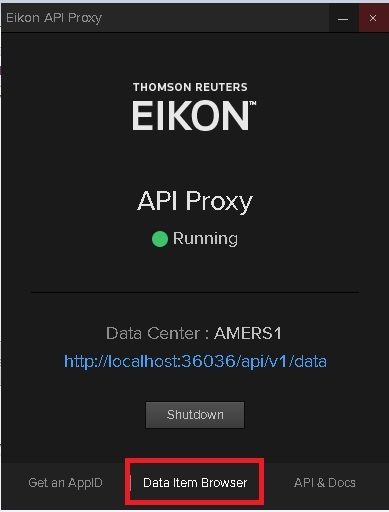 Eikon API Proxy
THOMSON REUTERS
EIKON™
API Proxy
Running
Data Center : AMERS1
http://localhost:36036/api/v1/data
Shutdown
Get an AppID Data Item Browser API & Docs